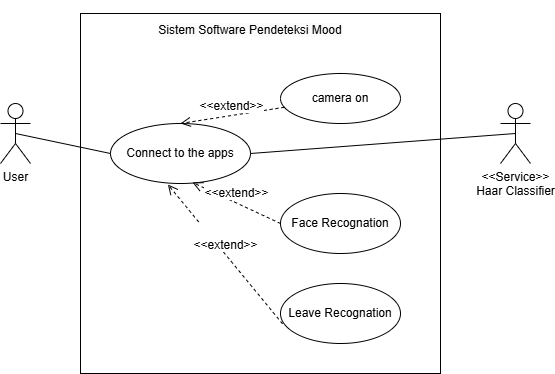 Sistem Software Pendeteksi Mood
camera on
<<extend>>
Connect to the apps
User
<<Service>>
Haar Classifier
<<extend>>
Face Recognation
<<extend>>
Leave Recognation